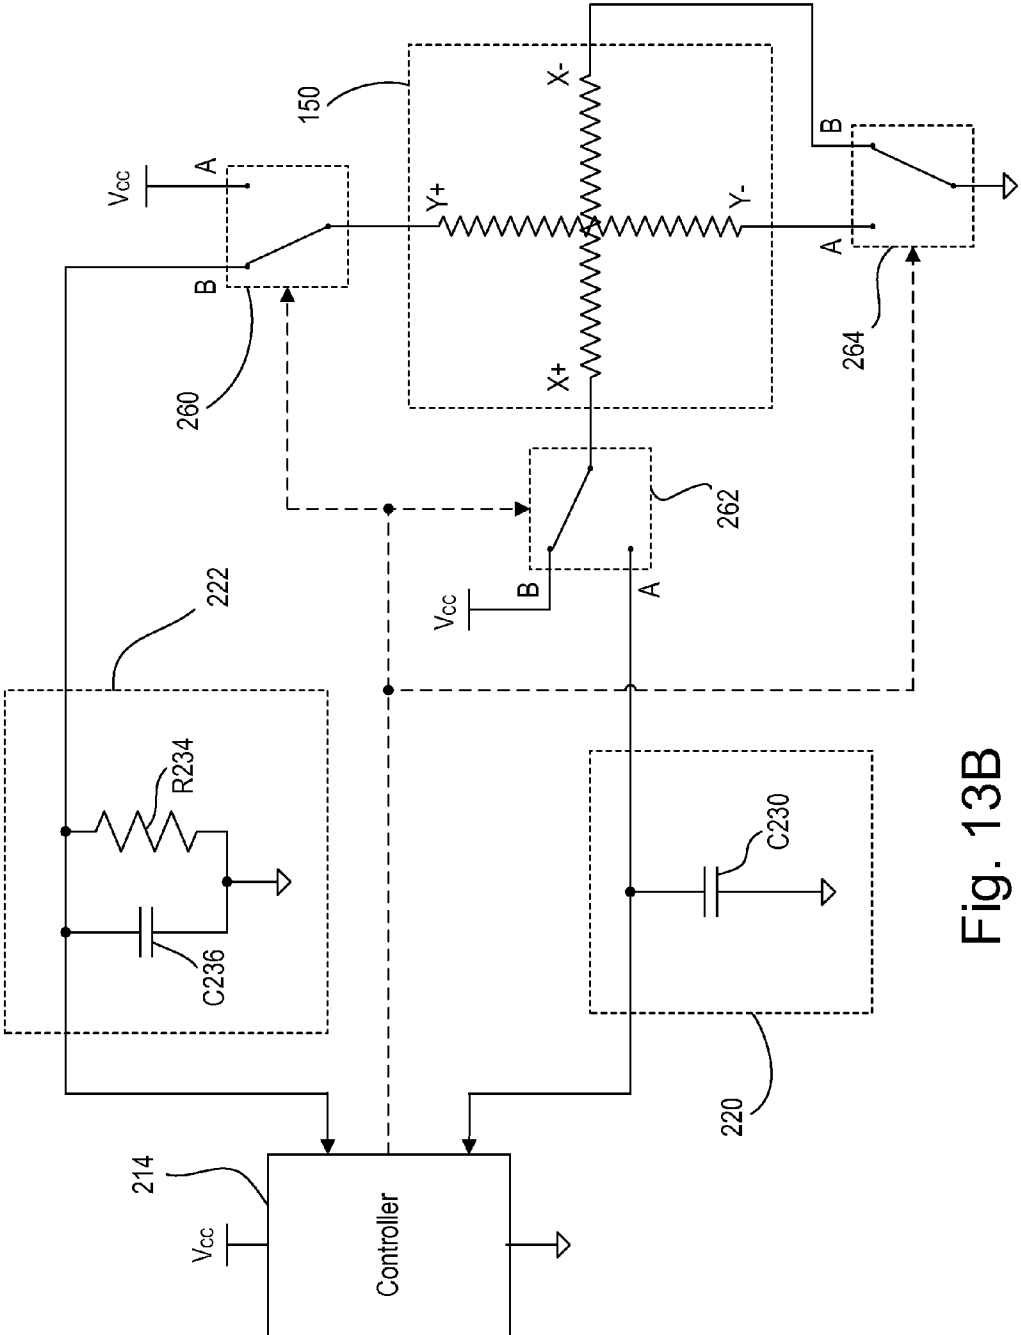 150
X-
B
Vcc
A
Y+
Y-
A
B
260
X+
264
262
B
A
Vcc
222
R234
C230
C236
220
214
Vcc
Controller
Fig. 13B